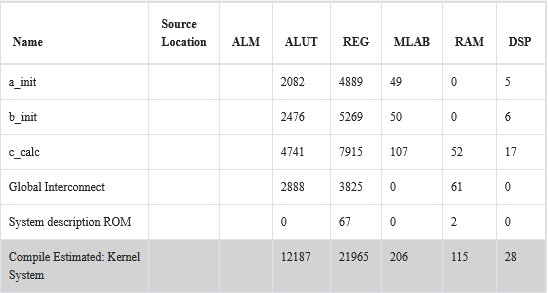 Name Source Location ALM ALUT REG MLAB RAM DSP
a_init 2082 4889 49 0 5
b_init 2476 5269 50 0 6
c_calc 4741 7915 107 52 17
Global Interconnect 2888 3825 0 61 0
System description ROM 0 67 0 2 0
Compile Estimated: Kernel System 12187 21965 206 115 28